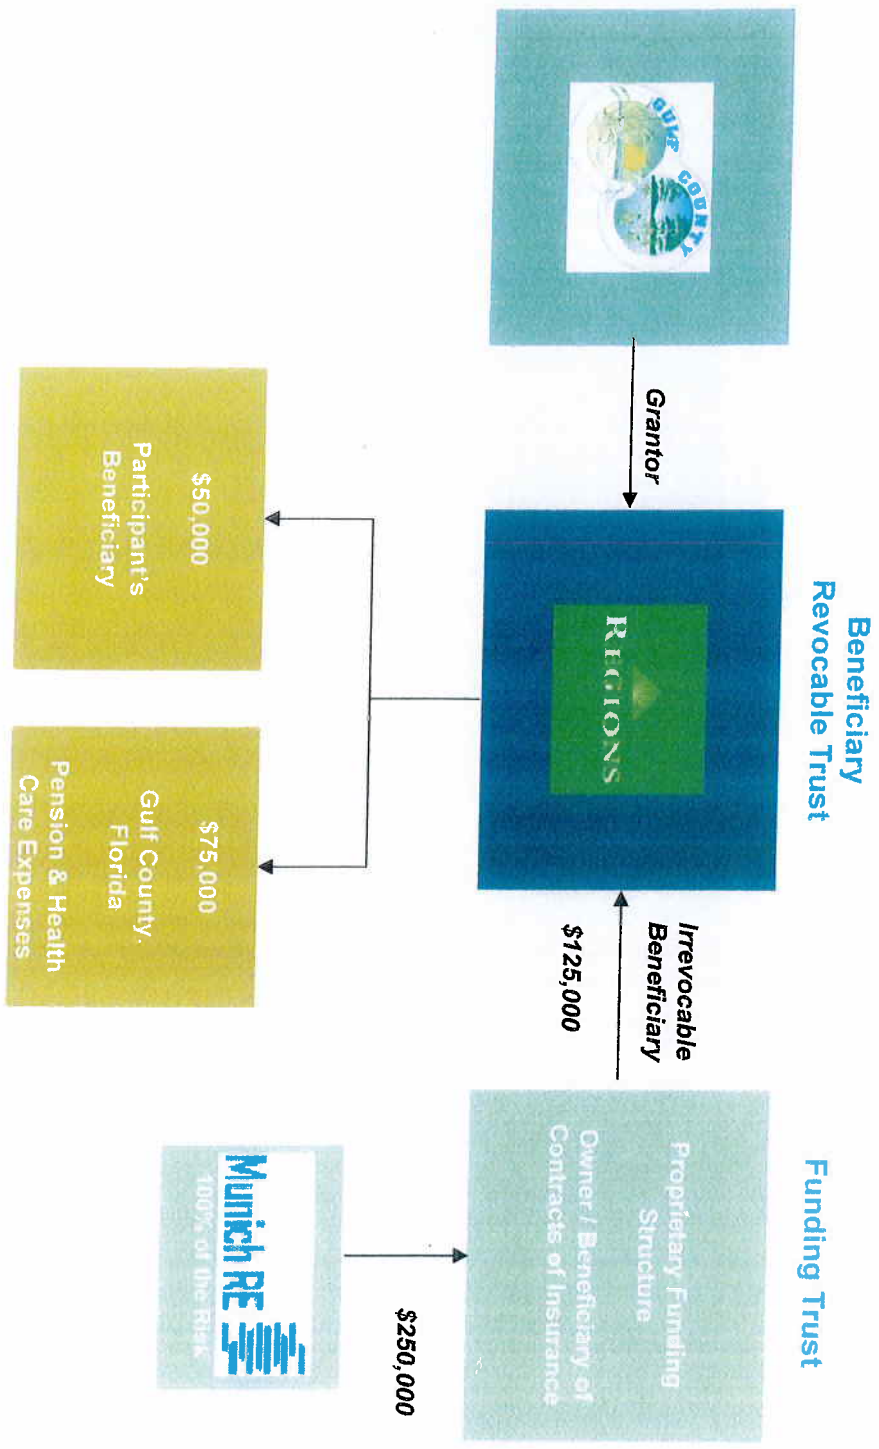 Beneficiary
Revocable Trust
Funding Trust
GULF COUNTY
Grantor
REGIONS
Irrevocable
Beneficiary
$125,000
Proprietary Funding
Structure
Owner / Beneficiary of
Contracts of Insurance
$50,000
Participant's
Beneficiary
$75,000
Gulf County,
Florida
Pension & Health
Care Expenses
Munich RE
100% of the Risk
$250,000